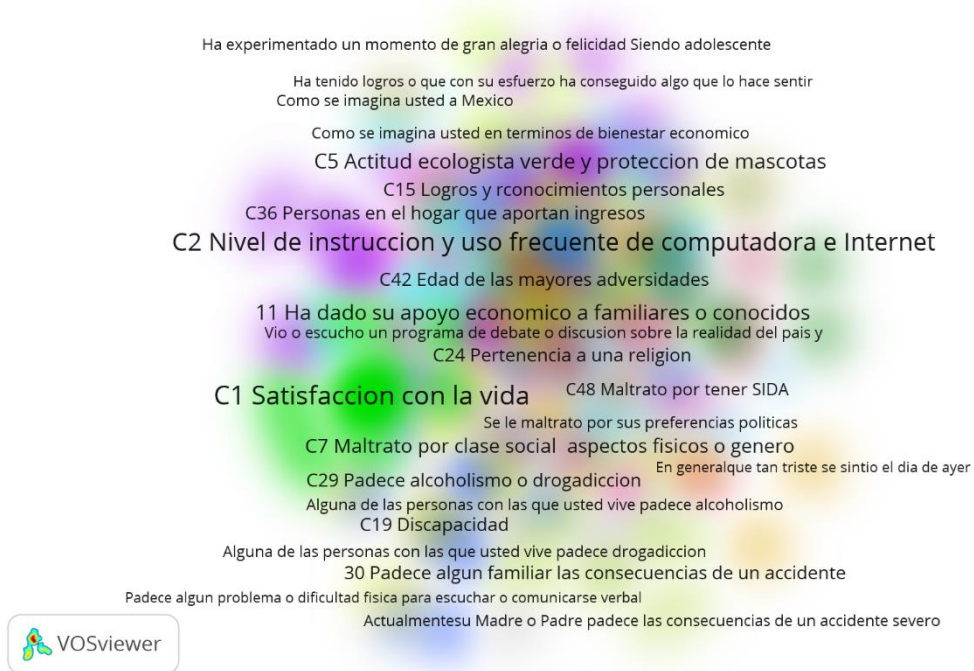 Ha experimentado un momento de gran alegria o felicidad Siendo adolescente
Ha tenido logros o que con su esfuerzo ha conseguido algo que lo hace sentir
Como se imagina usted a Mexico
Como se imagina usted en terminos de bienestar economico
C5 Actitud ecologista verde y proteccion de mascotas
C15 Logros y rconocimientos personales
C36 Personas en el hogar que aportan ingresos
C2 Nivel de instruccion y uso frecuente de computadora e Internet
C42 Edad de las mayores adversidades
11 Ha dado su apoyo economico a familiares o conocidos
Vio o escucho un programa de debate o discusion sobre la realidad del pais y
C24 Pertenencia a una religion
C1 Satisfaccion con la vida
C48 Maltrato por tener SIDA
Se le maltrato por sus preferencias politicas
C7 Maltrato por clase social aspectos fisicos o genero
En generalque tan triste se sintio el dia de ayer
C29 Padece alcoholismo o drogadiccion
Alguna de las personas con las que usted vive padece alcoholismo
C19 Discapacidad
Alguna de las personas con las que usted vive padece drogadiccion
30 Padece algun familiar las consecuencias de un accidente
Padece algun problema o dificultad fisica para escuchar o comunicarse verbal
Actualmentesu Madre o Padre padece las consecuencias de un accidente severo
VOSviewer